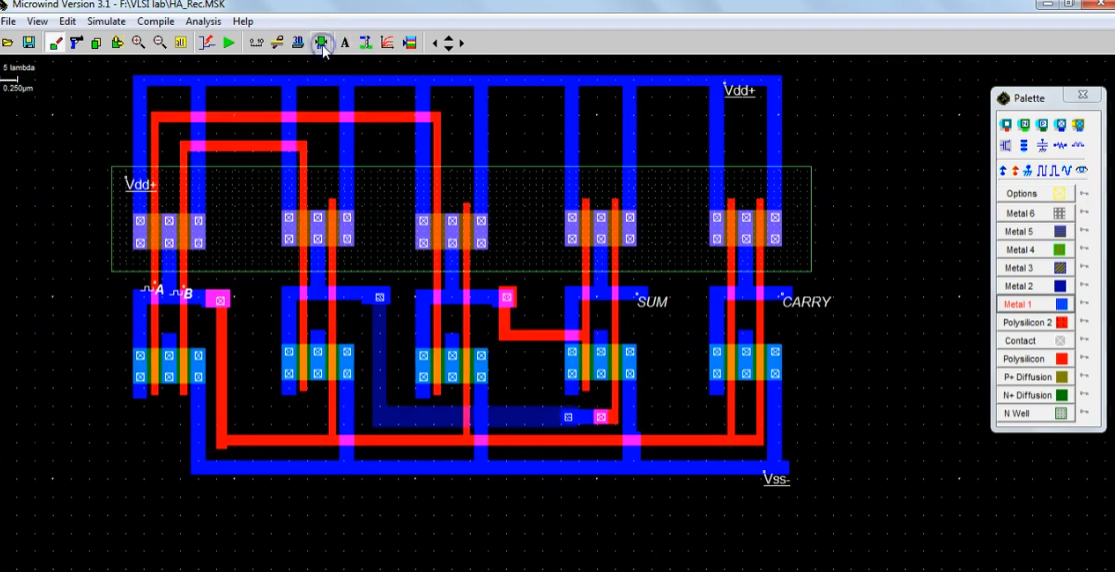 Microwind Version 3.1 - F:\VLSI lab\HA_Rec.MSK
File View Edit Simulate Compile Analysis Help
5 lambda
0.250µm
Vdd+
Vdd+
A
B
SUM
CARRY
Vss-
Palette
Options
Metal 6
Metal 5
Metal 4
Metal 3
Metal 2
Metal 1
Polysilicon 2
Contact
Polysilicon
P+ Diffusion
N+ Diffusion
N Well